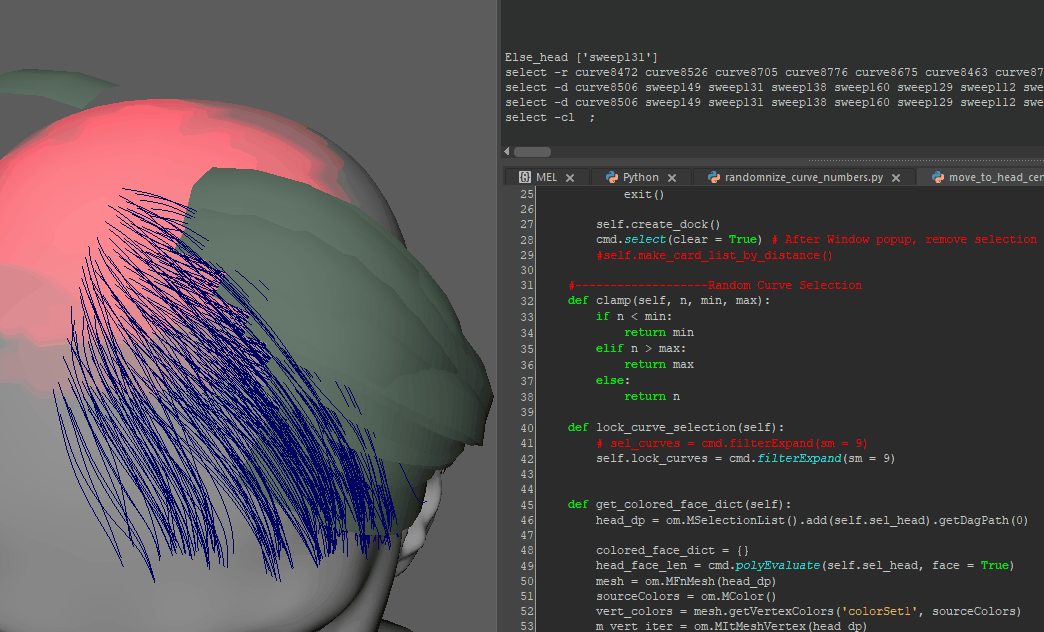 Else_head ['sweep131']
select -r curve8472 curve8526 curve8705 curve8776 curve8675 curve8463 curve87
select -d curve8506 sweep149 sweep131 sweep138 sweep160 sweep129 sweep112 swe
select -d curve8506 sweep149 sweep131 sweep138 sweep160 sweep129 sweep112 swe
select -cl  ;
MEL Python randomnize_curve_numbers.py move_to_head_cen
25 exit()
26
27 self.create_dock()
28 cmd.select(clear = True) # After Window popup, remove selection
29 #self.make_card_list_by_distance()
30
31 #-------------------Random Curve Selection
32 def clamp(self, n, min, max):
33 if n < min:
34 return min
35 elif n > max:
36 return max
37 else:
38 return n
39
40 def lock_curve_selection(self):
41 # sel_curves = cmd.filterExpand(sm = 9)
42 self.lock_curves = cmd.filterExpand(sm = 9)
43
44
45 def get_colored_face_dict(self):
46 head_dp = om.MSelectionList().add(self.sel_head).getDagPath(0)
47
48 colored_face_dict = {}
49 head_face_len = cmd.polyEvaluate(self.sel_head, face = True)
50 mesh = om.MFnMesh(head_dp)
51 sourceColors = om.MColor()
52 vert_colors = mesh.getVertexColors('colorSet1', sourceColors)
53 m_vert_iter = om.MItMeshVertex(head_dp)